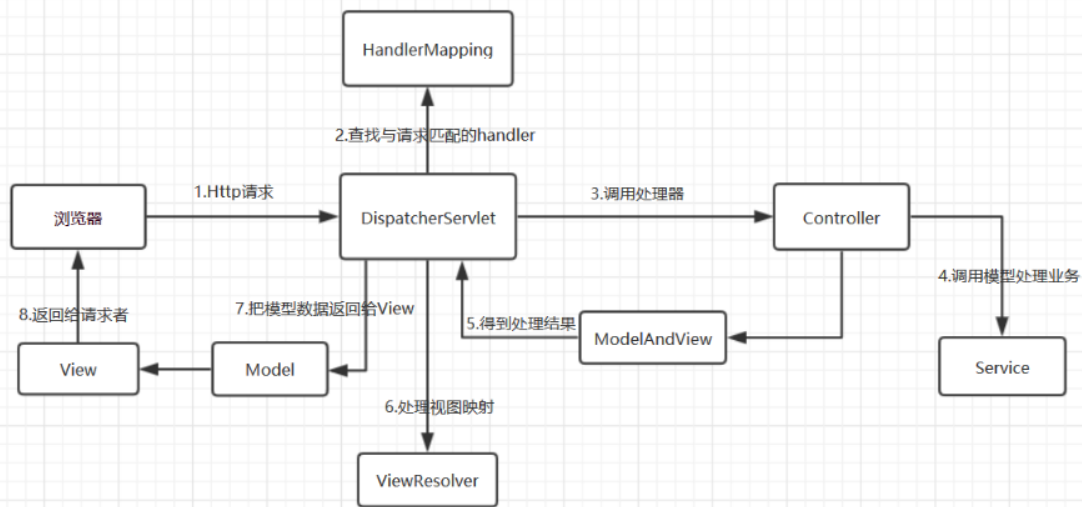 HandlerMapping
2.查找与请求匹配的handler
1.Http请求
3.调用处理器
浏览器
DispatcherServlet
Controller
4.调用模型处理业务
7.把模型数据返回给View
8.返回给请求者
5.得到处理结果
ModelAndView
View
Model
Service
6.处理视图映射
ViewResolver